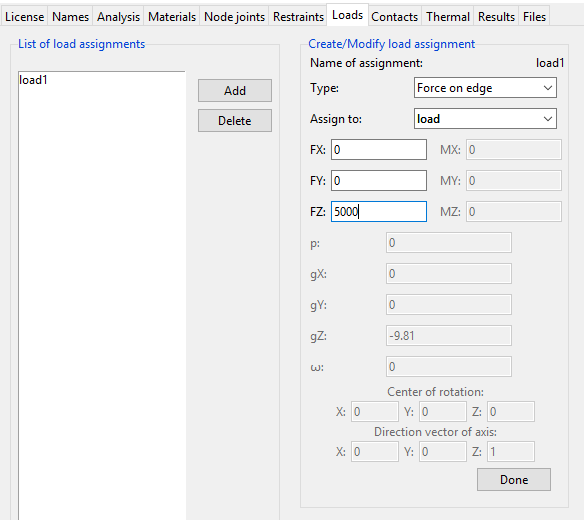 License Names Analysis Materials Node joints Restraints Loads Contacts Thermal Results Files
List of load assignments
load1
Add
Delete
Create/Modify load assignment
Name of assignment: load1
Type: Force on edge
Assign to: load
FX: 0 MX: 0
FY: 0 MY: 0
FZ: 5000 MZ: 0
p: 0
gX: 0
gY: 0
gZ: -9.81
ω: 0
Center of rotation:
X: 0 Y: 0 Z: 0
Direction vector of axis:
X: 0 Y: 0 Z: 1
Done